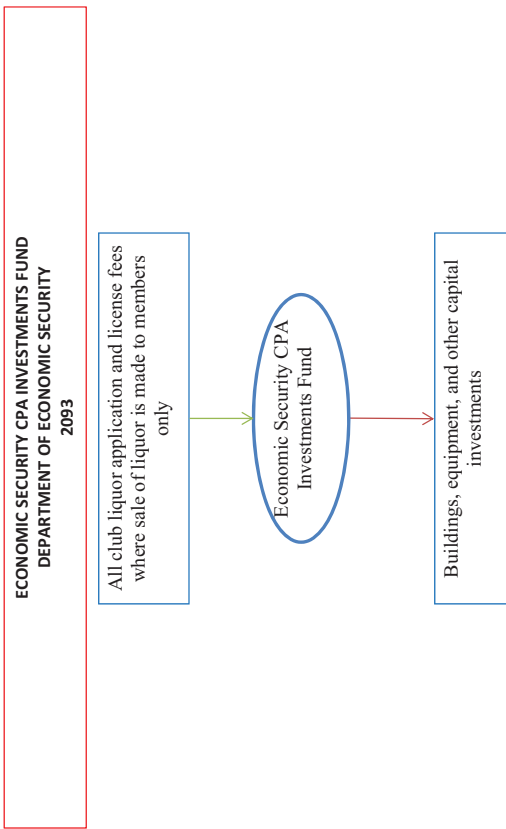 ECONOMIC SECURITY CPA INVESTMENTS FUND
DEPARTMENT OF ECONOMIC SECURITY
2093
All club liquor application and license fees
where sale of liquor is made to members
only
Economic Security CPA
Investments Fund
Buildings, equipment, and other capital
investments